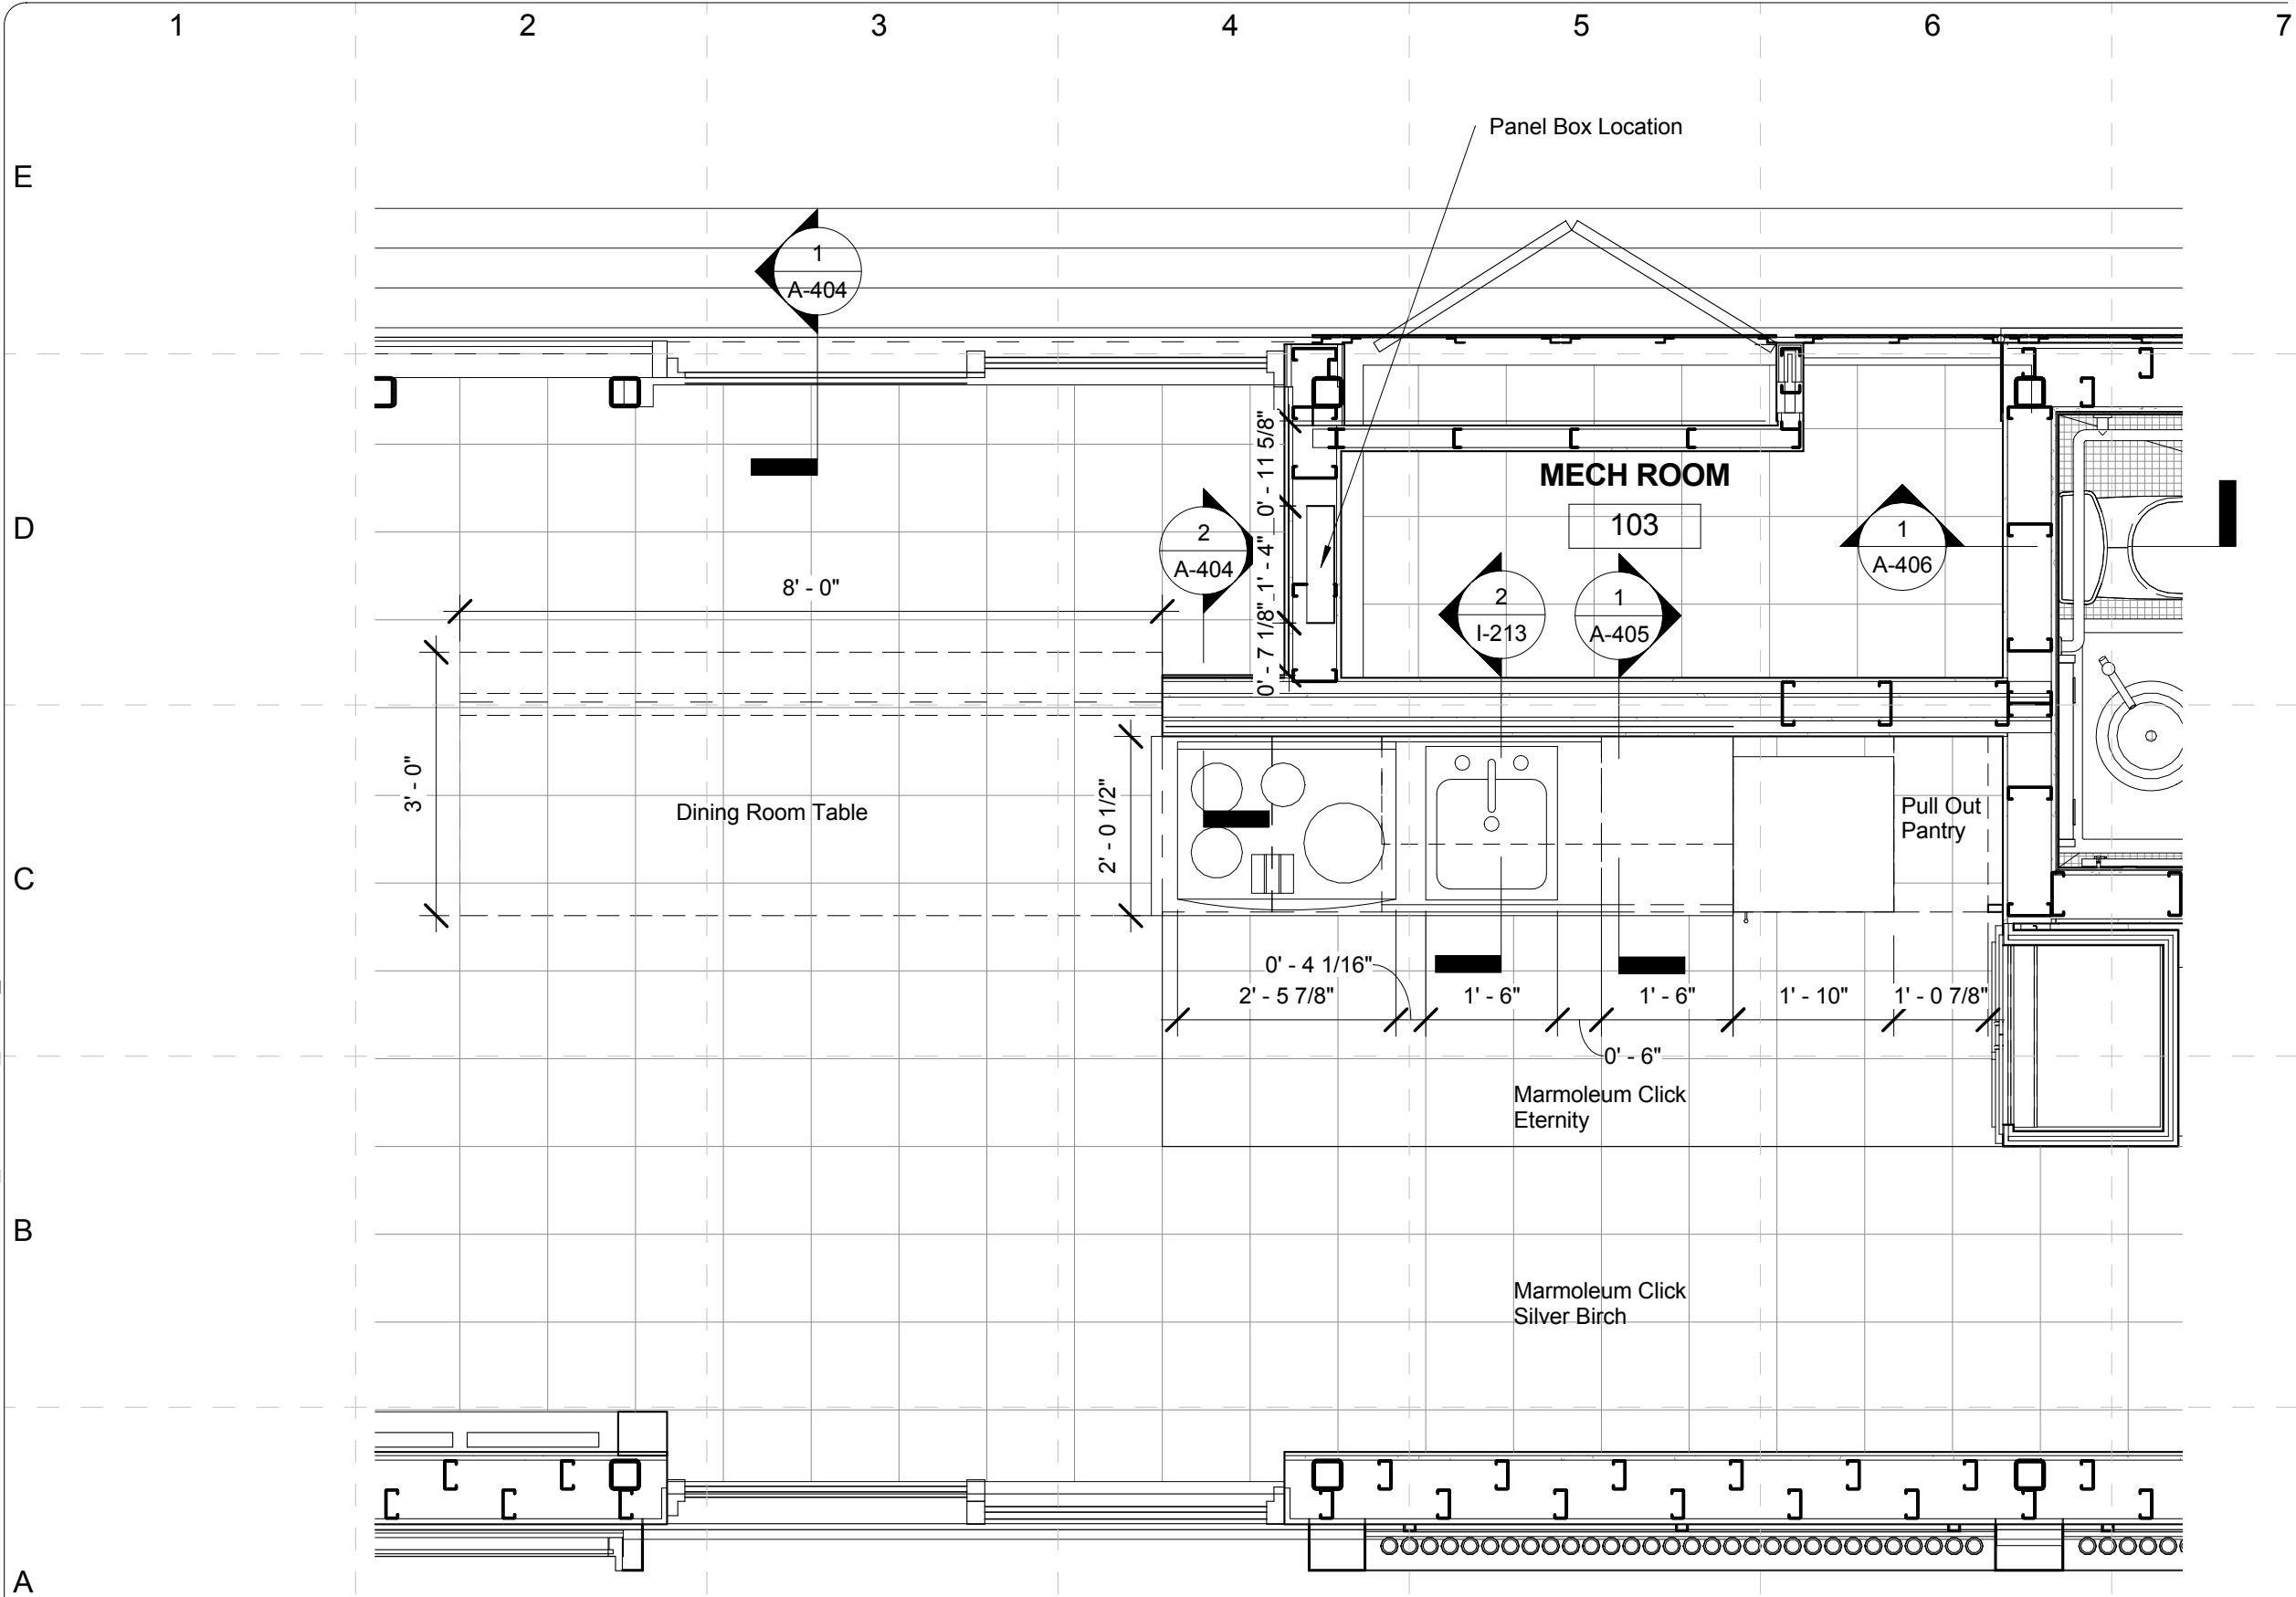 1
2
3
4
5
6
7
Panel Box Location
E
1
A-404
0' - 11 5/8"
MECH ROOM
103
D
2
A-404
1' - 4"
1
A-406
8' - 0"
2
I-213
1
A-405
0' - 7 1/8"
3' - 0"
Dining Room Table
2' - 0 1/2"
Pull Out
Pantry
C
0' - 4 1/16"
2' - 5 7/8"
1' - 6"
1' - 6"
1' - 10"
1' - 0 7/8"
0' - 6"
Marmoleum Click
Eternity
B
Marmoleum Click
Silver Birch
A